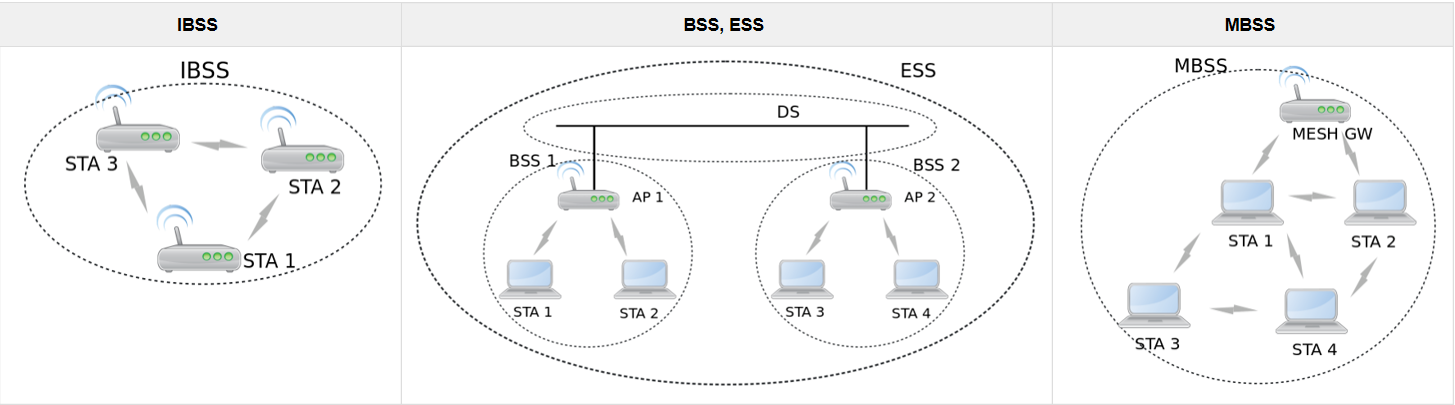 IBSS
BSS, ESS
MBSS
IBSS
STA 3
STA 2
STA 1
ESS
DS
BSS 1
BSS 2
AP 1
AP 2
STA 1
STA 2
STA 3
STA 4
MBSS
MESH GW
STA 1
STA 2
STA 3
STA 4